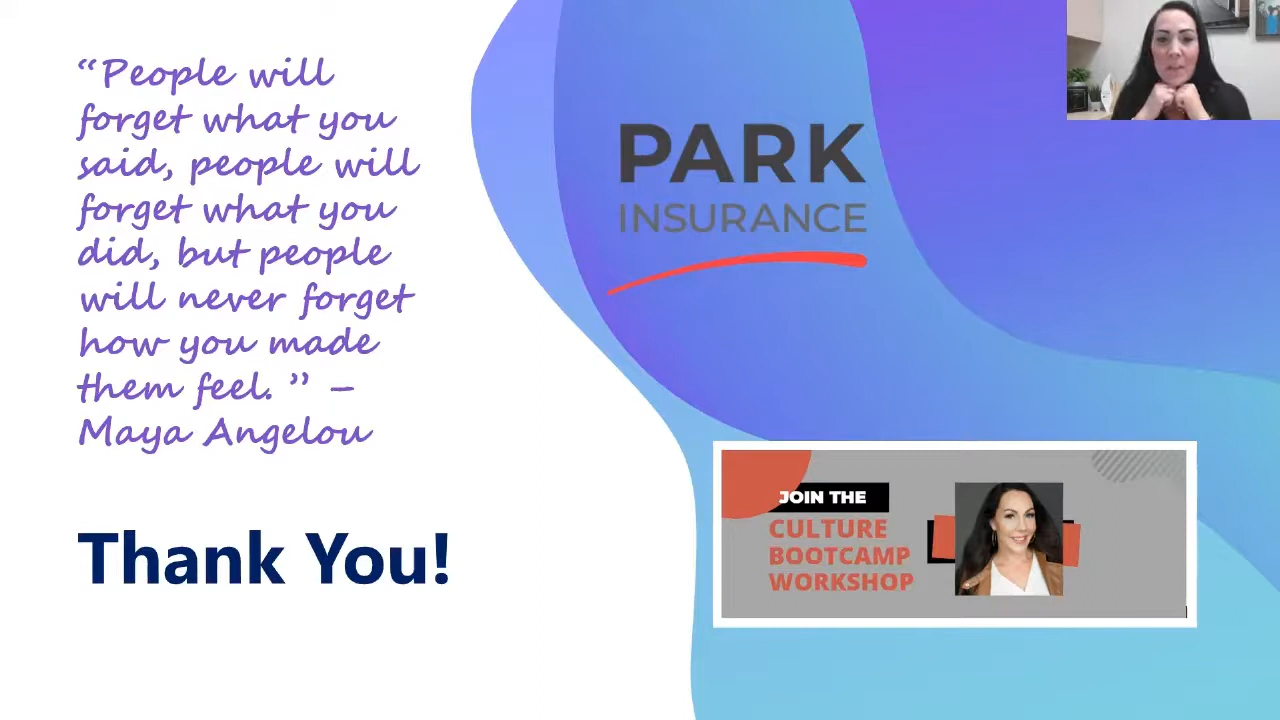 “People will
forget what you
said, people will
forget what you
did, but people
will never forget
how you made
them feel. ” –
Maya Angelou
Thank You!
PARK
INSURANCE
JOIN THE
CULTURE
BOOTCAMP
WORKSHOP